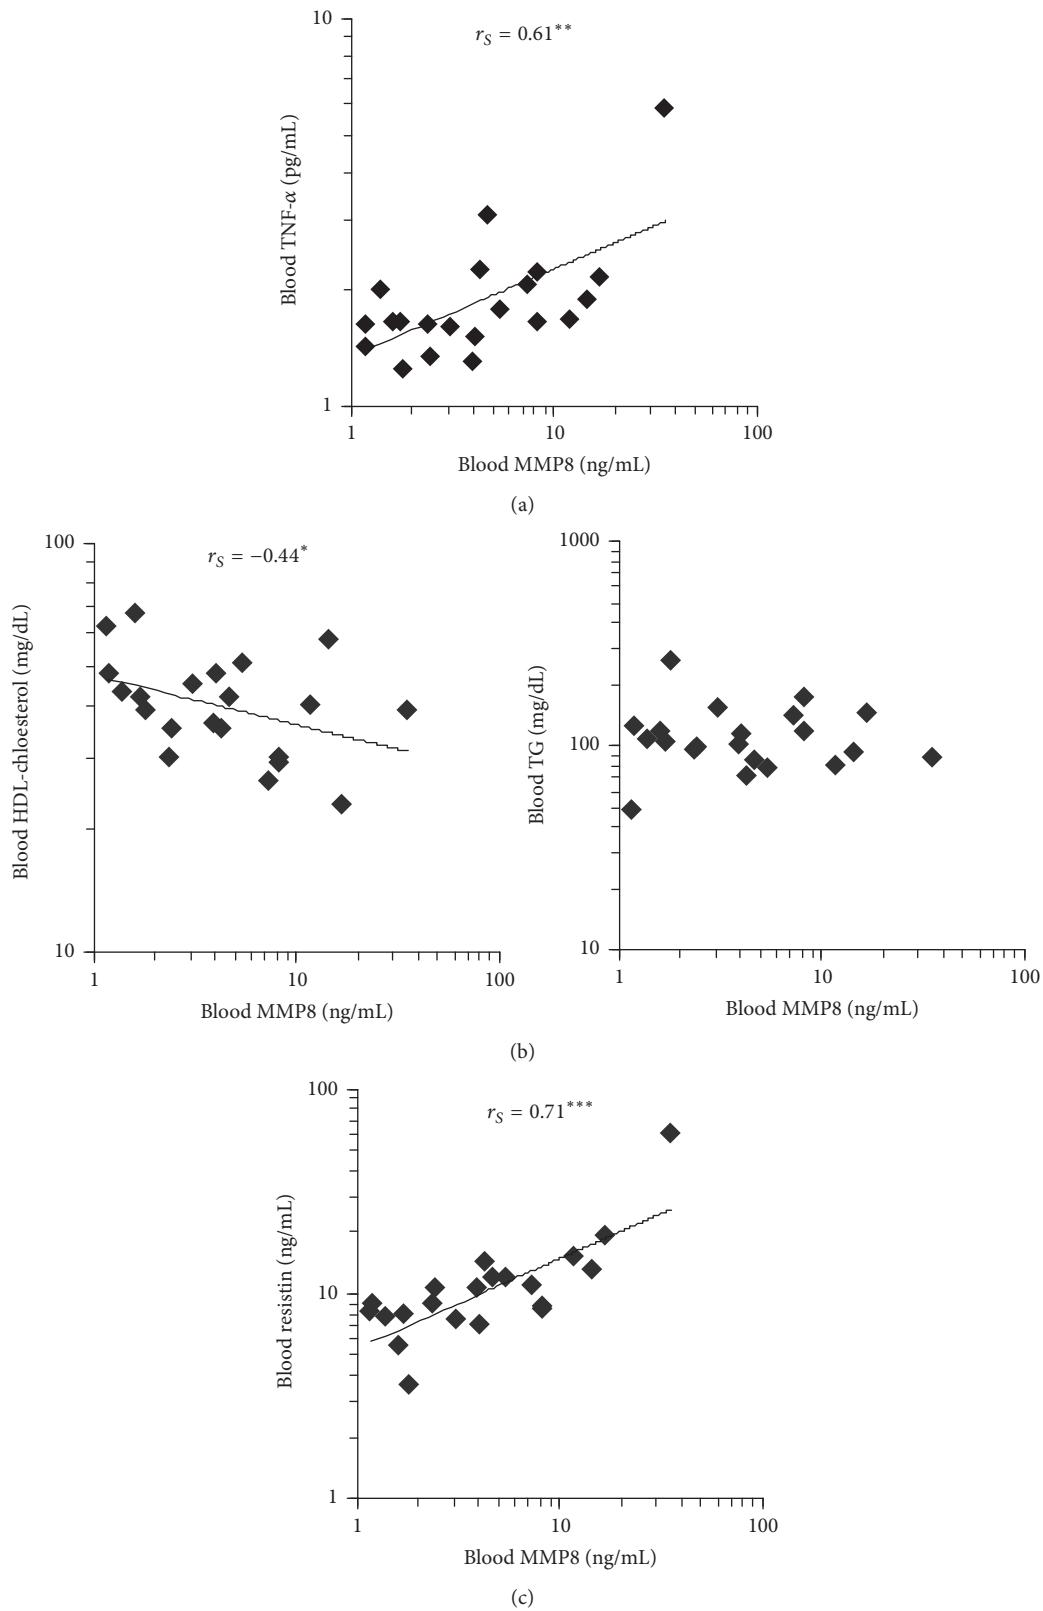 10
r_S = 0.61**
Blood TNF-α (pg/mL)
1
1 10 100
Blood MMP8 (ng/mL)
(a)
100
r_S = −0.44*
Blood HDL-chloesterol (mg/dL)
10
1 10 100
Blood MMP8 (ng/mL)
1000
Blood TG (mg/dL)
100
10
1 10 100
Blood MMP8 (ng/mL)
(b)
100
r_S = 0.71***
Blood resistin (ng/mL)
10
1
1 10 100
Blood MMP8 (ng/mL)
(c)